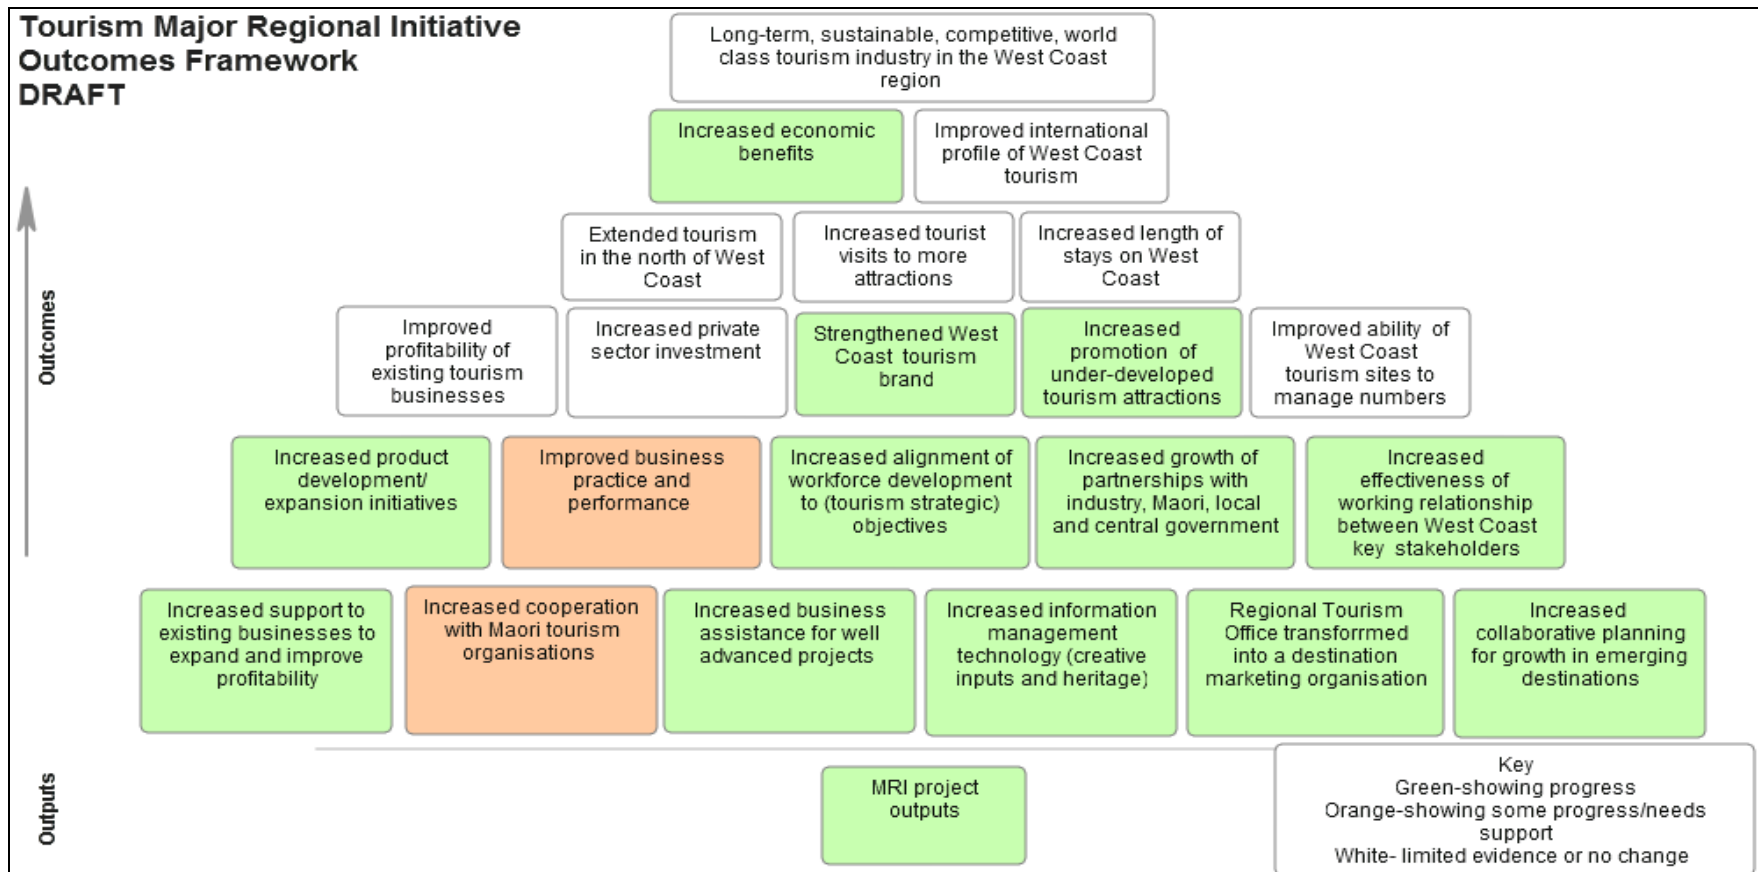 Tourism Major Regional Initiative
Outcomes Framework
DRAFT
Long-term, sustainable, competitive, world
class tourism industry in the West Coast
region
Increased economic
benefits
Improved international
profile of West Coast
tourism
Extended tourism
in the north of West
Coast
Increased tourist
visits to more
attractions
Increased length of
stays on West
Coast
Improved
profitability of
existing tourism
businesses
Increased private
sector investment
Strengthened West
Coast tourism
brand
Increased
promotion of
under-developed
tourism attractions
Improved ability of
West Coast
tourism sites to
manage numbers
Outcomes
Increased product
development/
expansion initiatives
Improved business
practice and
performance
Increased alignment of
workforce development
to (tourism strategic)
objectives
Increased growth of
partnerships with
industry, Maori, local
and central government
Increased
effectiveness of
working relationship
between West Coast
key stakeholders
Increased support to
existing businesses to
expand and improve
profitability
Increased cooperation
with Maori tourism
organisations
Increased business
assistance for well
advanced projects
Increased information
management
technology (creative
inputs and heritage)
Regional Tourism
Office transforrmed
into a destination
marketing organisation
Increased
collaborative planning
for growth in emerging
destinations
Outputs
MRI project
outputs
Key
Green-showing progress
Orange-showing some progress/needs
support
White- limited evidence or no change